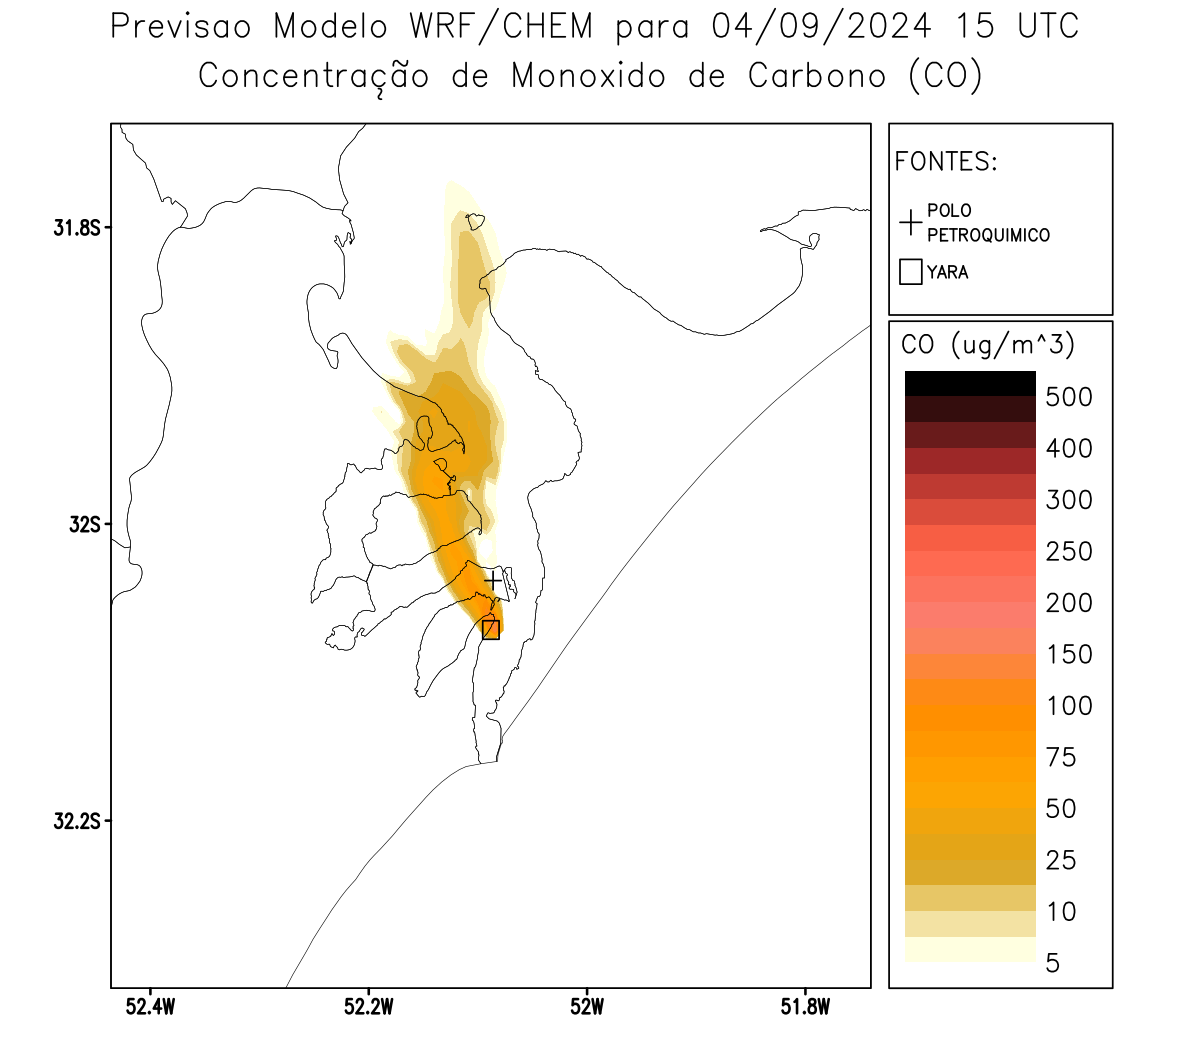 Previsao Modelo WRF/CHEM para 04/09/2024 15 UTC
Concentração de Monoxido de Carbono (CO)
FONTES:
POLO
PETROQUIMICO
YARA
CO (ug/m^3)
500
400
300
250
200
150
100
75
50
25
10
5
31.8S
32S
32.2S
52.4W
52.2W
52W
51.8W